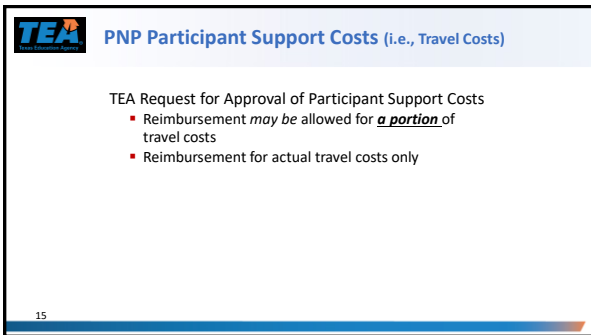 TEA
Texas Education Agency
PNP Participant Support Costs (i.e., Travel Costs)
TEA Request for Approval of Participant Support Costs
▪ Reimbursement may be allowed for a portion of
travel costs
▪ Reimbursement for actual travel costs only
15